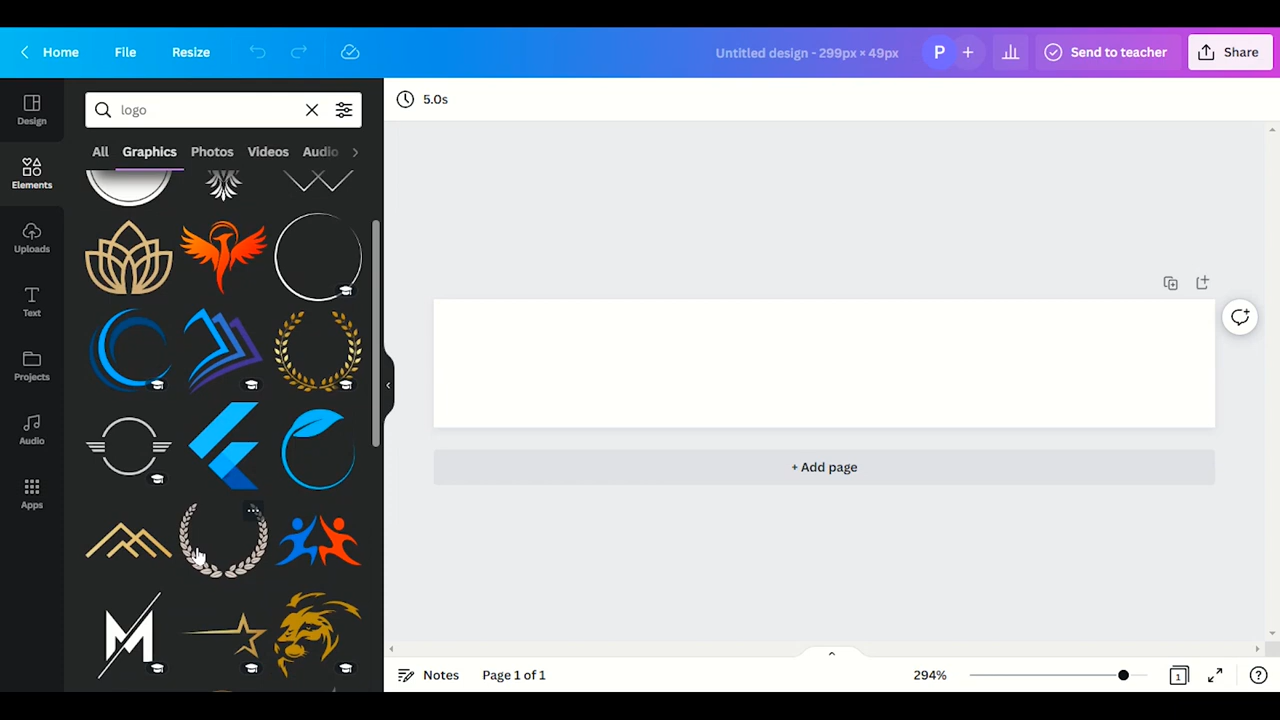 Home File Resize Untitled design - 299px × 49px P + Send to teacher Share
Design
Elements
Uploads
Text
Projects
Audio
Apps
logo
All Graphics Photos Videos Audio
M
5.0s
+ Add page
Notes Page 1 of 1 294% 1 ?